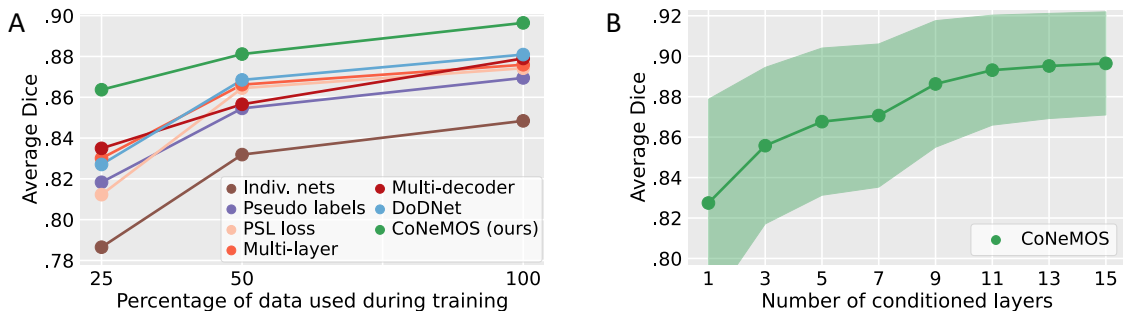 A
Average Dice
.90
.88
.86
.84
.82
.80
.78
Indiv. nets
Pseudo labels
PSL loss
Multi-layer
Multi-decoder
DoDNet
CoNeMOS (ours)
25
50
100
Percentage of data used during training
B
Average Dice
.92
.90
.88
.86
.84
.82
.80
CoNeMOS
1 3 5 7 9 11 13 15
Number of conditioned layers